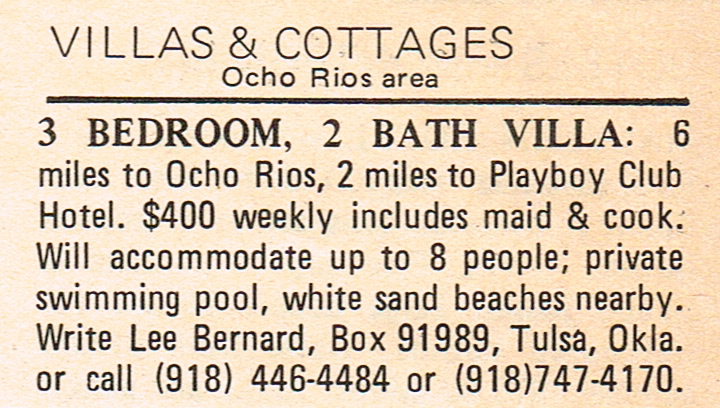 VILLAS & COTTAGES
Ocho Rios area
3 BEDROOM, 2 BATH VILLA: 6
miles to Ocho Rios, 2 miles to Playboy Club
Hotel. $400 weekly includes maid & cook.
Will accommodate up to 8 people; private
swimming pool, white sand beaches nearby.
Write Lee Bernard, Box 91989, Tulsa, Okla.
or call (918) 446-4484 or (918)747-4170.